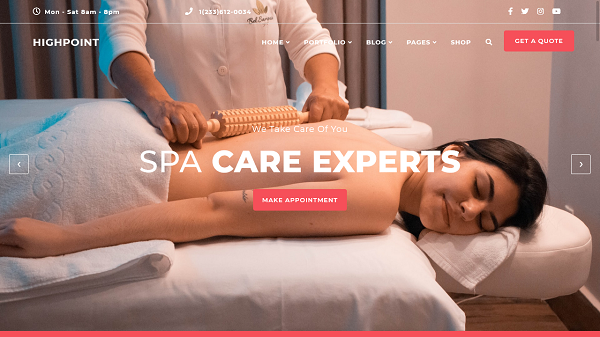 Mon - Sat 8am - 8pm
1(233)812-0034
HIGHPOINT
HOME PORTFOLIO BLOG PAGES SHOP
GET A QUOTE
We Take Care Of You
SPA CARE EXPERTS
MAKE APPOINTMENT